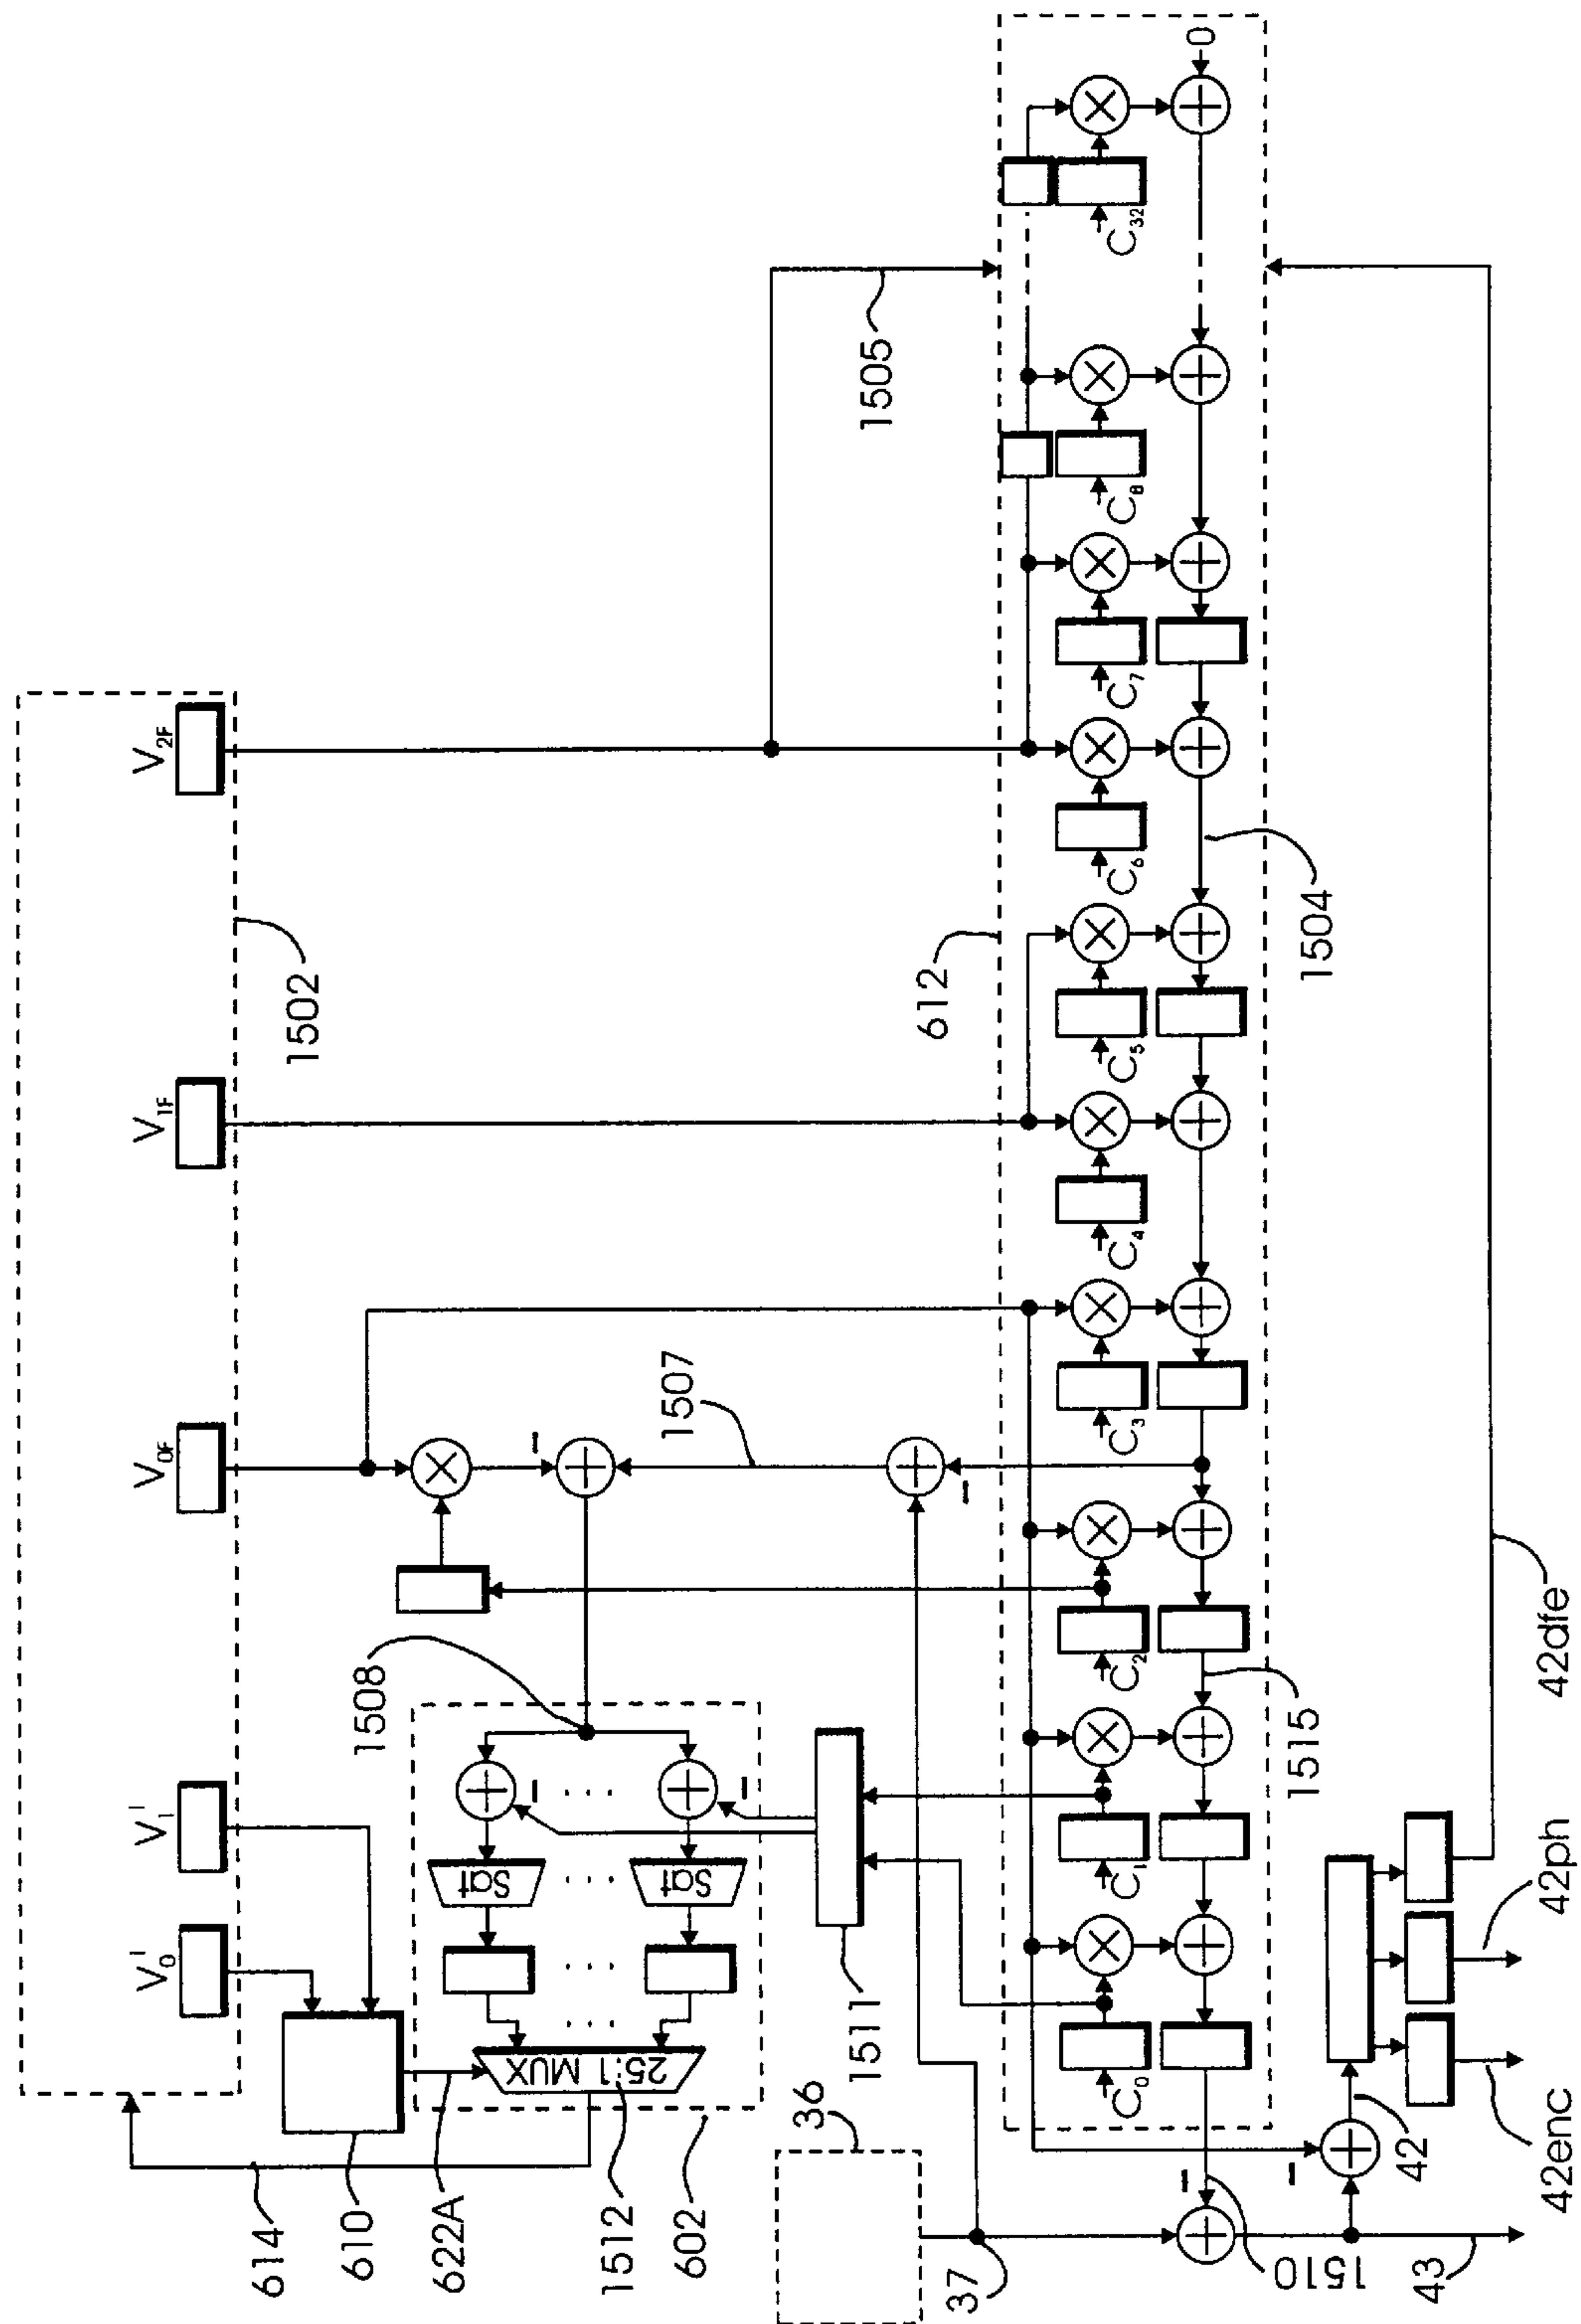 V₂F
V₁F
V₀F
V₁'
V₀'
1502
1505
1507
1508
614
610
622A
Sat
Sat
25:1 MUX
1512
602
1511
36
37
612
0
C₃₂
C₈
C₇
C₆
C₅
C₄
C₃
C₂
C₁
C₀
1504
1515
1510
42
43
42dfe
42ph
42enc